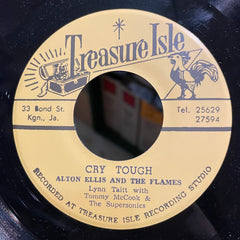 Treasure Isle
33 Bond St.
Kgn., Ja.
Tel. 25629
27594
CRY TOUGH
ALTON ELLIS AND THE FLAMES
Lynn Taitt with
Tommy McCook &
The Supersonics
RECORDED AT TREASURE ISLE RECORDING STUDIO